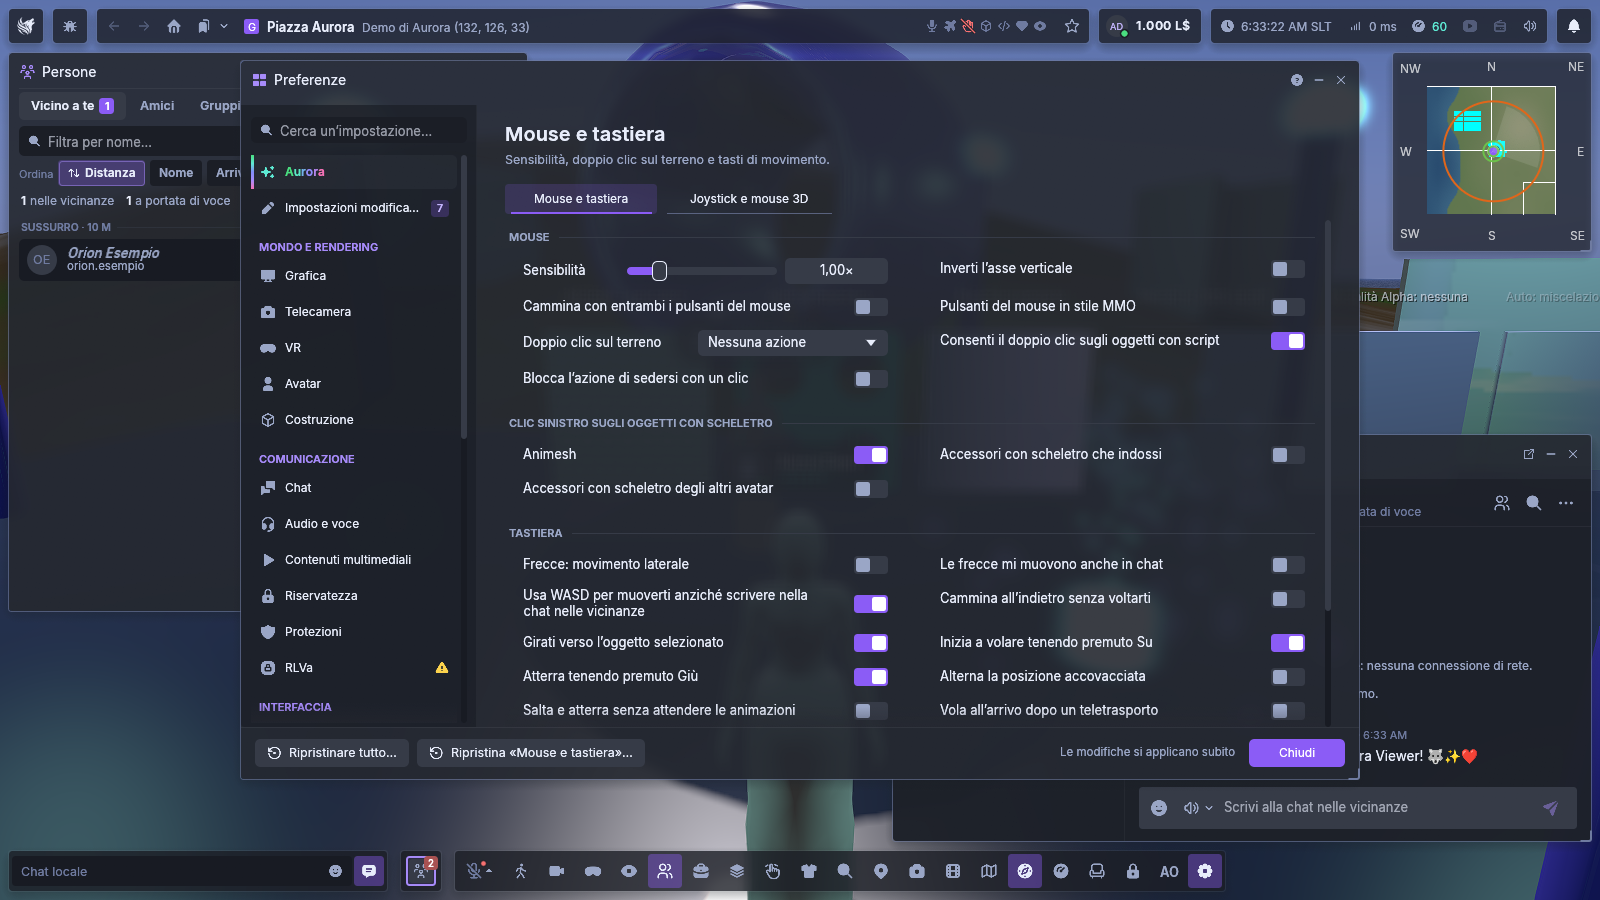 Piazza Aurora Demo di Aurora (132, 126, 33)
AD 1.000 L$
6:33:22 AM SLT 0 ms 60
Persone
Vicino a te 1 Amici Gruppi
Filtra per nome...
Ordina Distanza Nome
1 nelle vicinanze 1 a portata di voce
SUSSURRO · 10 M
OE Orion Esempio
orion.esempio
Preferenze
Cerca un'impostazione...
Aurora
Impostazioni modifica... 7
MONDO E RENDERING
Grafica
Telecamera
VR
Avatar
Costruzione
COMUNICAZIONE
Chat
Audio e voce
Contenuti multimediali
Riservatezza
Protezioni
RLVa
INTERFACCIA
Mouse e tastiera
Sensibilità, doppio clic sul terreno e tasti di movimento.
Mouse e tastiera Joystick e mouse 3D
MOUSE
Sensibilità 1,00×
Inverti l'asse verticale
Cammina con entrambi i pulsanti del mouse
Pulsanti del mouse in stile MMO
Doppio clic sul terreno Nessuna azione
Consenti il doppio clic sugli oggetti con script
Blocca l'azione di sedersi con un clic
CLIC SINISTRO SUGLI OGGETTI CON SCHELETRO
Animesh
Accessori con scheletro che indossi
Accessori con scheletro degli altri avatar
TASTIERA
Frecce: movimento laterale
Le frecce mi muovono anche in chat
Usa WASD per muoverti anziché scrivere nella
chat nelle vicinanze
Cammina all'indietro senza voltarti
Girati verso l'oggetto selezionato
Inizia a volare tenendo premuto Su
Atterra tenendo premuto Giù
Alterna la posizione accovacciata
Salta e atterra senza attendere le animazioni
Vola all'arrivo dopo un teletrasporto
Ripristinare tutto...
Ripristina «Mouse e tastiera»...
Le modifiche si applicano subito
Chiudi
NW N NE
W E
SW S SE
Alpha: nessuna
di voce
: nessuna connessione di rete.
6:33 AM
Viewer! 🐺✨❤️
Scrivi alla chat nelle vicinanze
Chat locale
2
AO